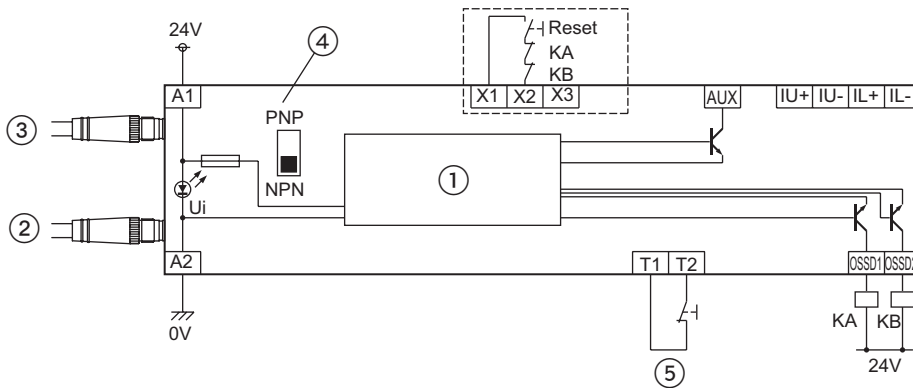 24V
④
Reset
KA
KB
A1
X1 X2 X3
AUX
IU+ IU- IL+ IL-
③
PNP
NPN
①
Ui
②
A2
T1 T2
OSSD1 OSSD2
0V
KA KB
⑤
24V